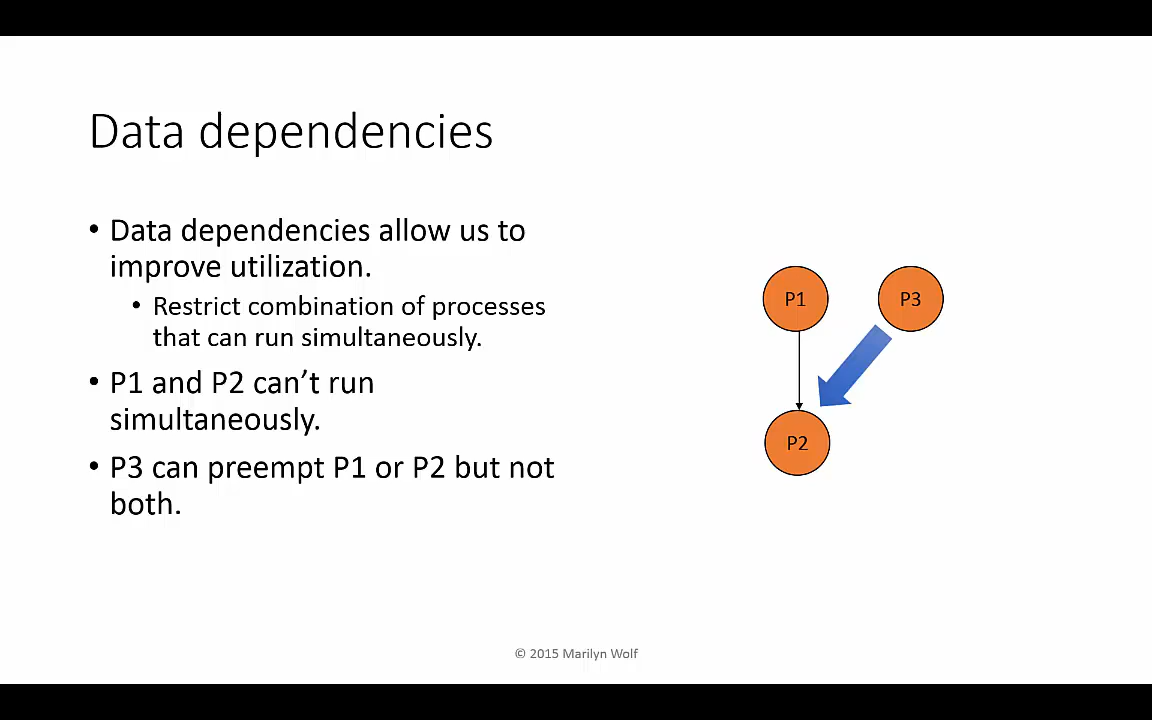 Data dependencies
• Data dependencies allow us to
improve utilization.
• Restrict combination of processes
that can run simultaneously.
• P1 and P2 can’t run
simultaneously.
• P3 can preempt P1 or P2 but not
both.
P1
P3
P2
© 2015 Marilyn Wolf